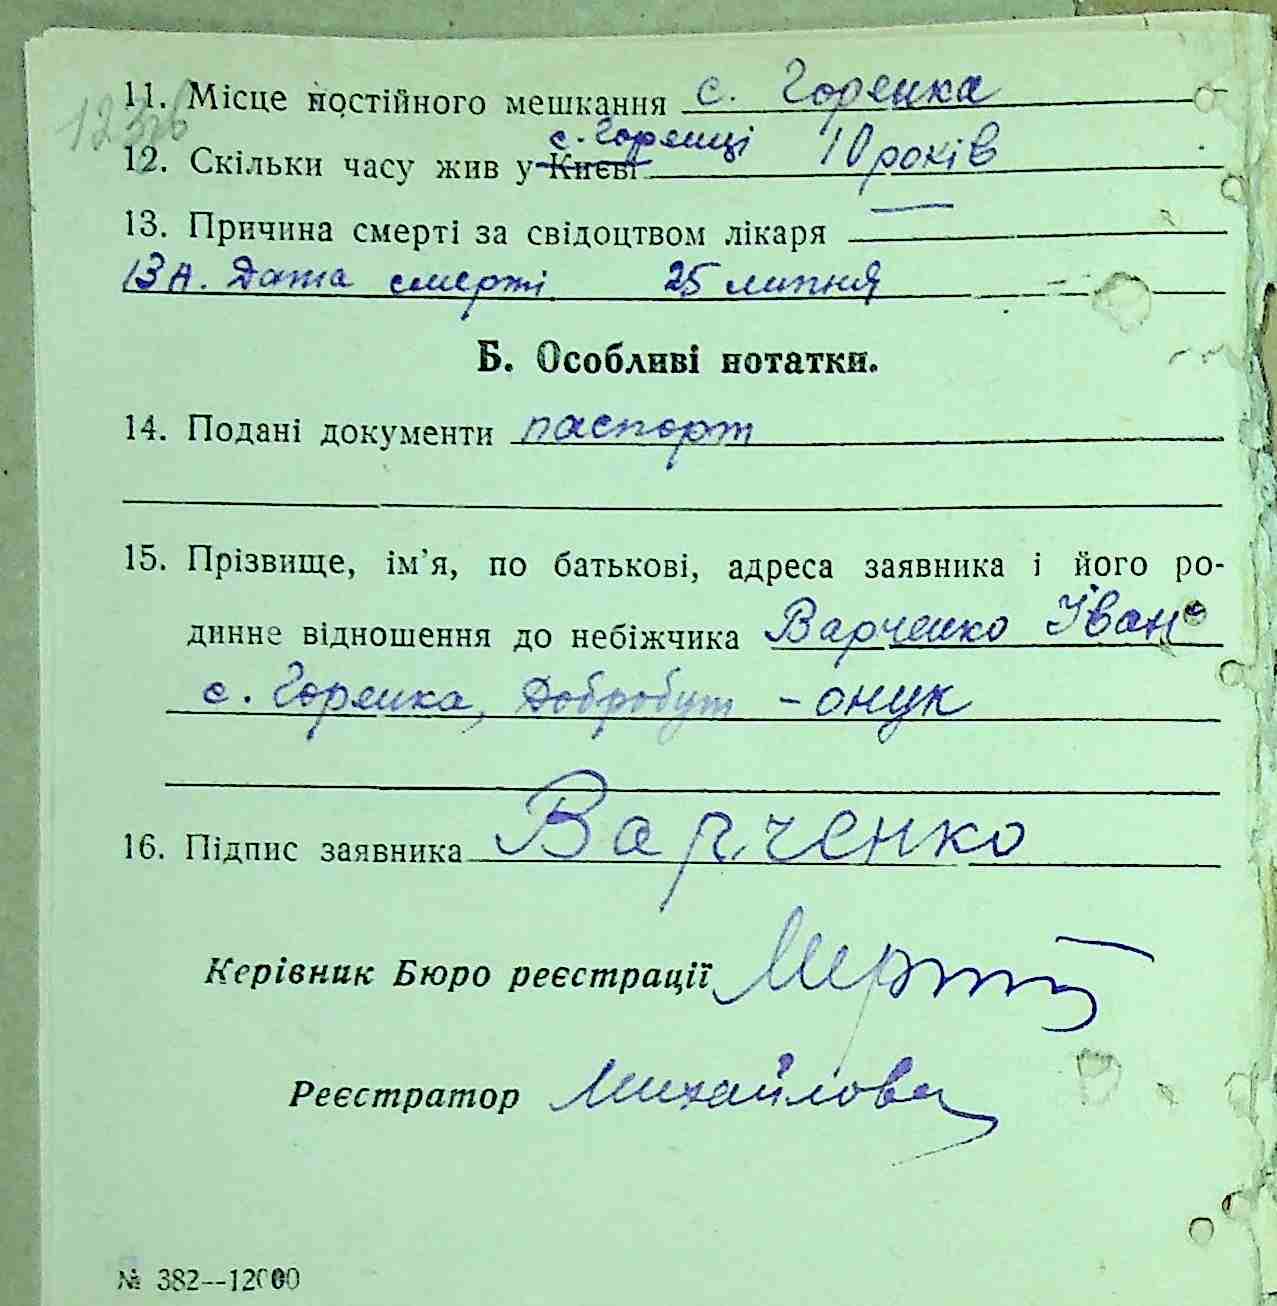 11. Місце постійного мешкання с. Горенка
с. Горенці
12. Скільки часу жив у Києві 10 років
13. Причина смерті за свідоцтвом лікаря —
13 А. Дата смерті 25 липня
Б. Особливі нотатки.
14. Подані документи паспорт
15. Прізвище, ім'я, по батькові, адреса заявника і його ро-
динне відношення до небіжчика Варченко Іван
с. Горенка, Добробут - онук
16. Підпис заявника Варченко
Керівник Бюро реєстрації
Реєстратор Михайлова
№ 382--12000